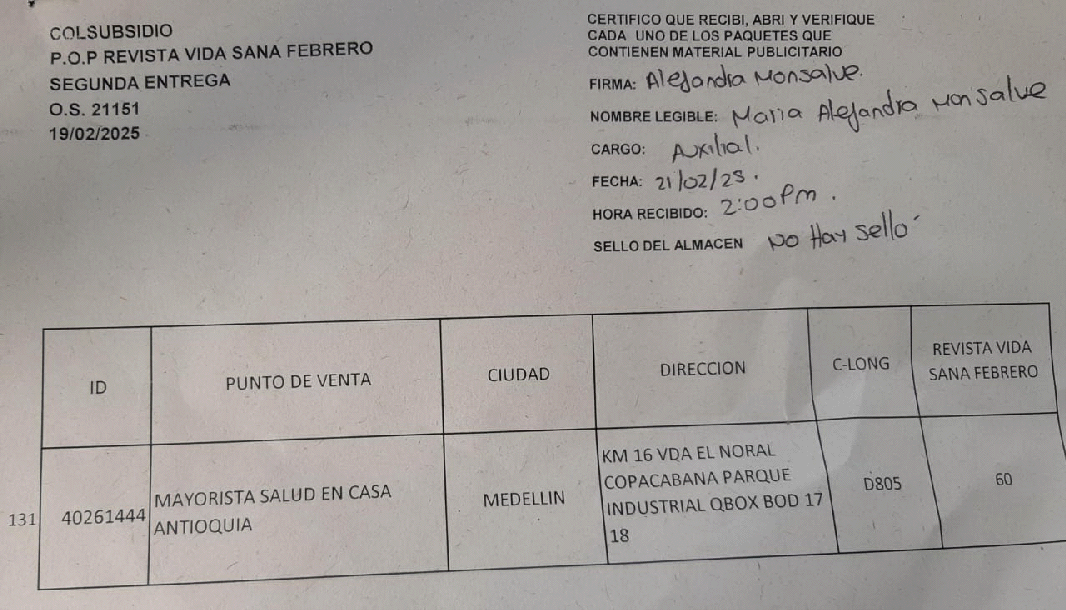 COLSUBSIDIO
P.O.P REVISTA VIDA SANA FEBRERO
SEGUNDA ENTREGA
O.S. 21151
19/02/2025
CERTIFICO QUE RECIBI, ABRI Y VERIFIQUE
CADA UNO DE LOS PAQUETES QUE
CONTIENEN MATERIAL PUBLICITARIO
FIRMA: Alejandra Monsalve.
NOMBRE LEGIBLE: Maria Alejandra Monsalve
CARGO: Auxiliar.
FECHA: 21/02/25.
HORA RECIBIDO: 2:00 Pm.
SELLO DEL ALMACEN No Hay sello
ID PUNTO DE VENTA CIUDAD DIRECCION C-LONG REVISTA VIDA
SANA FEBRERO
131 40261444 MAYORISTA SALUD EN CASA
ANTIOQUIA
MEDELLIN
KM 16 VDA EL NORAL
COPACABANA PARQUE
INDUSTRIAL QBOX BOD 17
18
D805
60